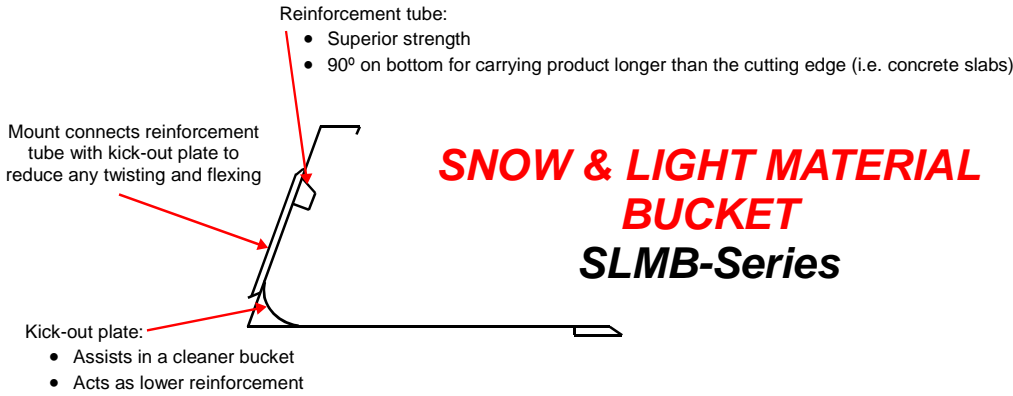 Reinforcement tube:
• Superior strength
• 90º on bottom for carrying product longer than the cutting edge (i.e. concrete slabs)
Mount connects reinforcement
tube with kick-out plate to
reduce any twisting and flexing
SNOW & LIGHT MATERIAL
BUCKET
SLMB-Series
Kick-out plate:
• Assists in a cleaner bucket
• Acts as lower reinforcement